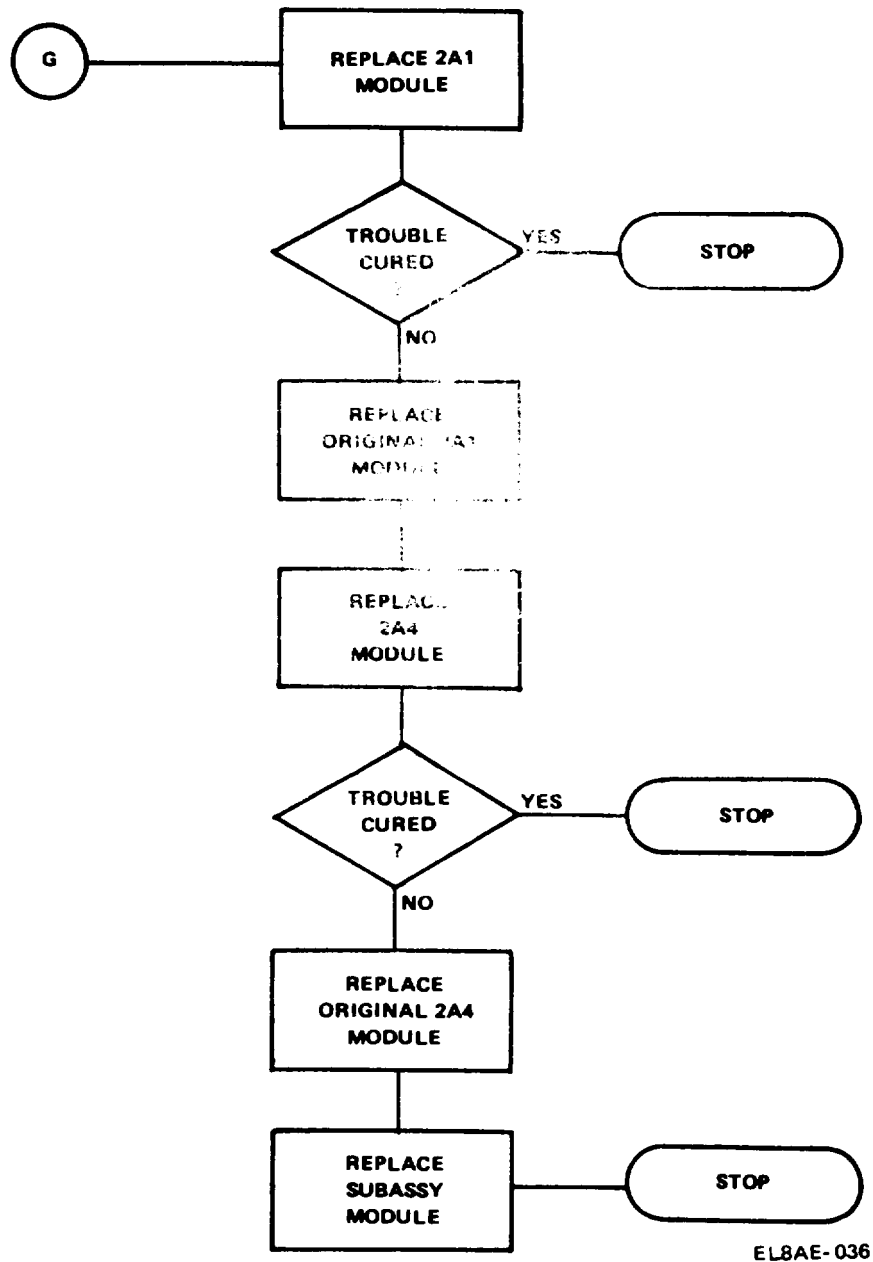 G
REPLACE 2A1
MODULE
TROUBLE
CURED
?
YES
STOP
NO
REPLACE
ORIGINAL 2A1
MODULE
REPLACE
2A4
MODULE
TROUBLE
CURED
?
YES
STOP
NO
REPLACE
ORIGINAL 2A4
MODULE
REPLACE
SUBASSY
MODULE
STOP
EL8AE-036